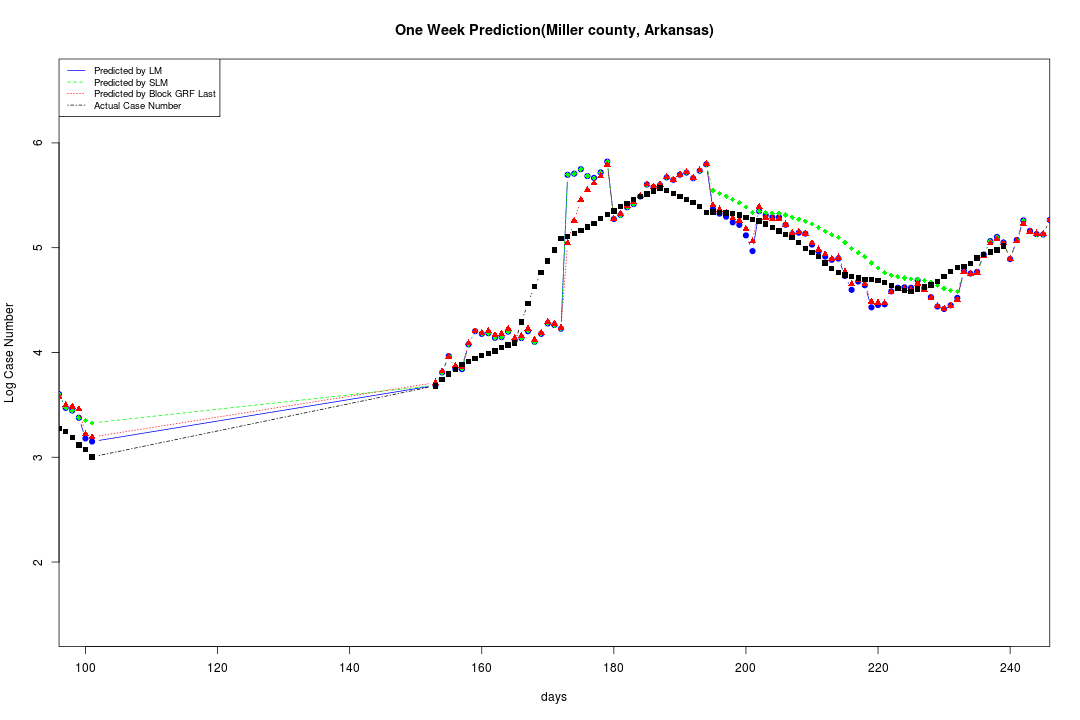 One Week Prediction(Miller county, Arkansas)
Predicted by LM
Predicted by SLM
Predicted by Block GRF Last
Actual Case Number
6
5
4
3
2
Log Case Number
100 120 140 160 180 200 220 240
days